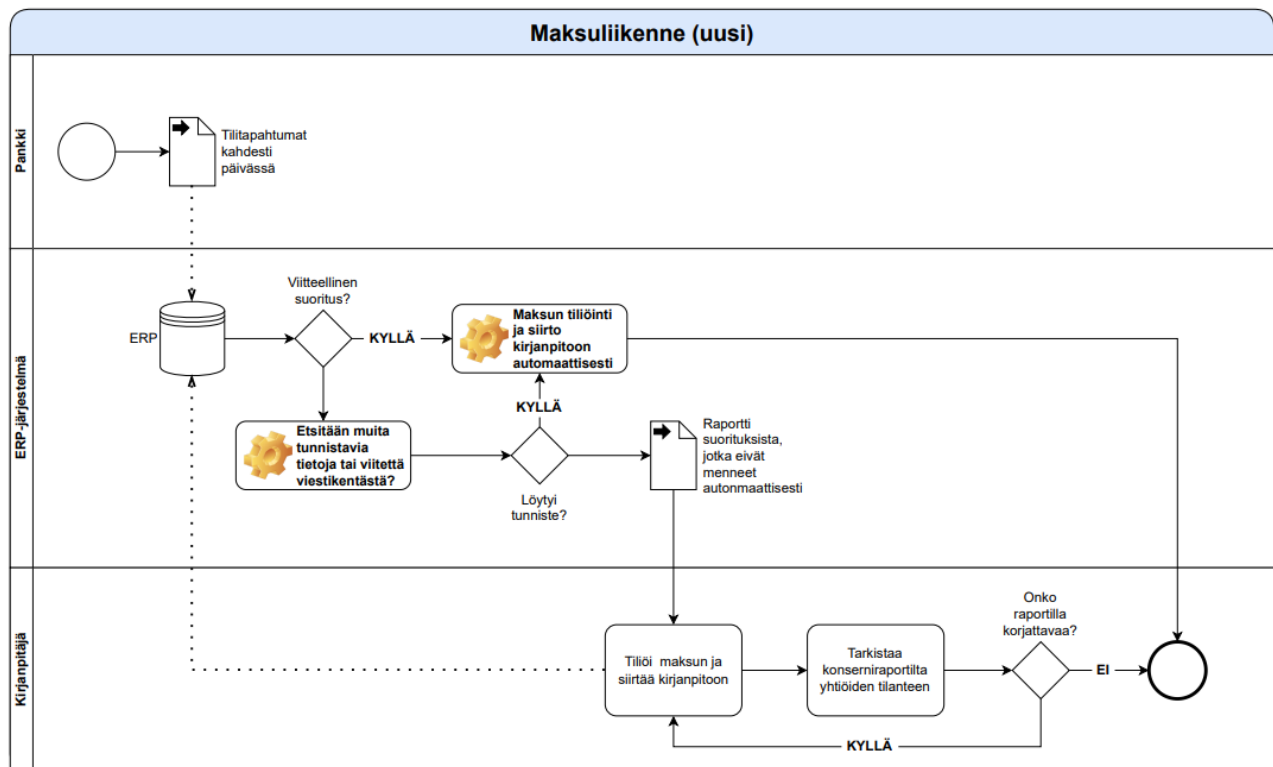 Maksuliikenne (uusi)
Pankki
Tilitapahtumat
kahdesti
päivässä
ERP-järjestelmä
Viitteellinen
suoritus?
ERP
KYLLÄ
Maksun tiliöinti
ja siirto
kirjanpitoon
automaattisesti
KYLLÄ
Etsitään muita
tunnistavia
tietoja tai viitettä
viestikentästä?
Löytyi
tunniste?
Raportti
suorituksista,
jotka eivät
menneet
autonmaattisesti
Kirjanpitäjä
Tiliöi maksun ja
siirtää kirjanpitoon
Tarkistaa
konserniraportilta
yhtiöiden tilanteen
Onko
raportilla
korjattavaa?
EI
KYLLÄ